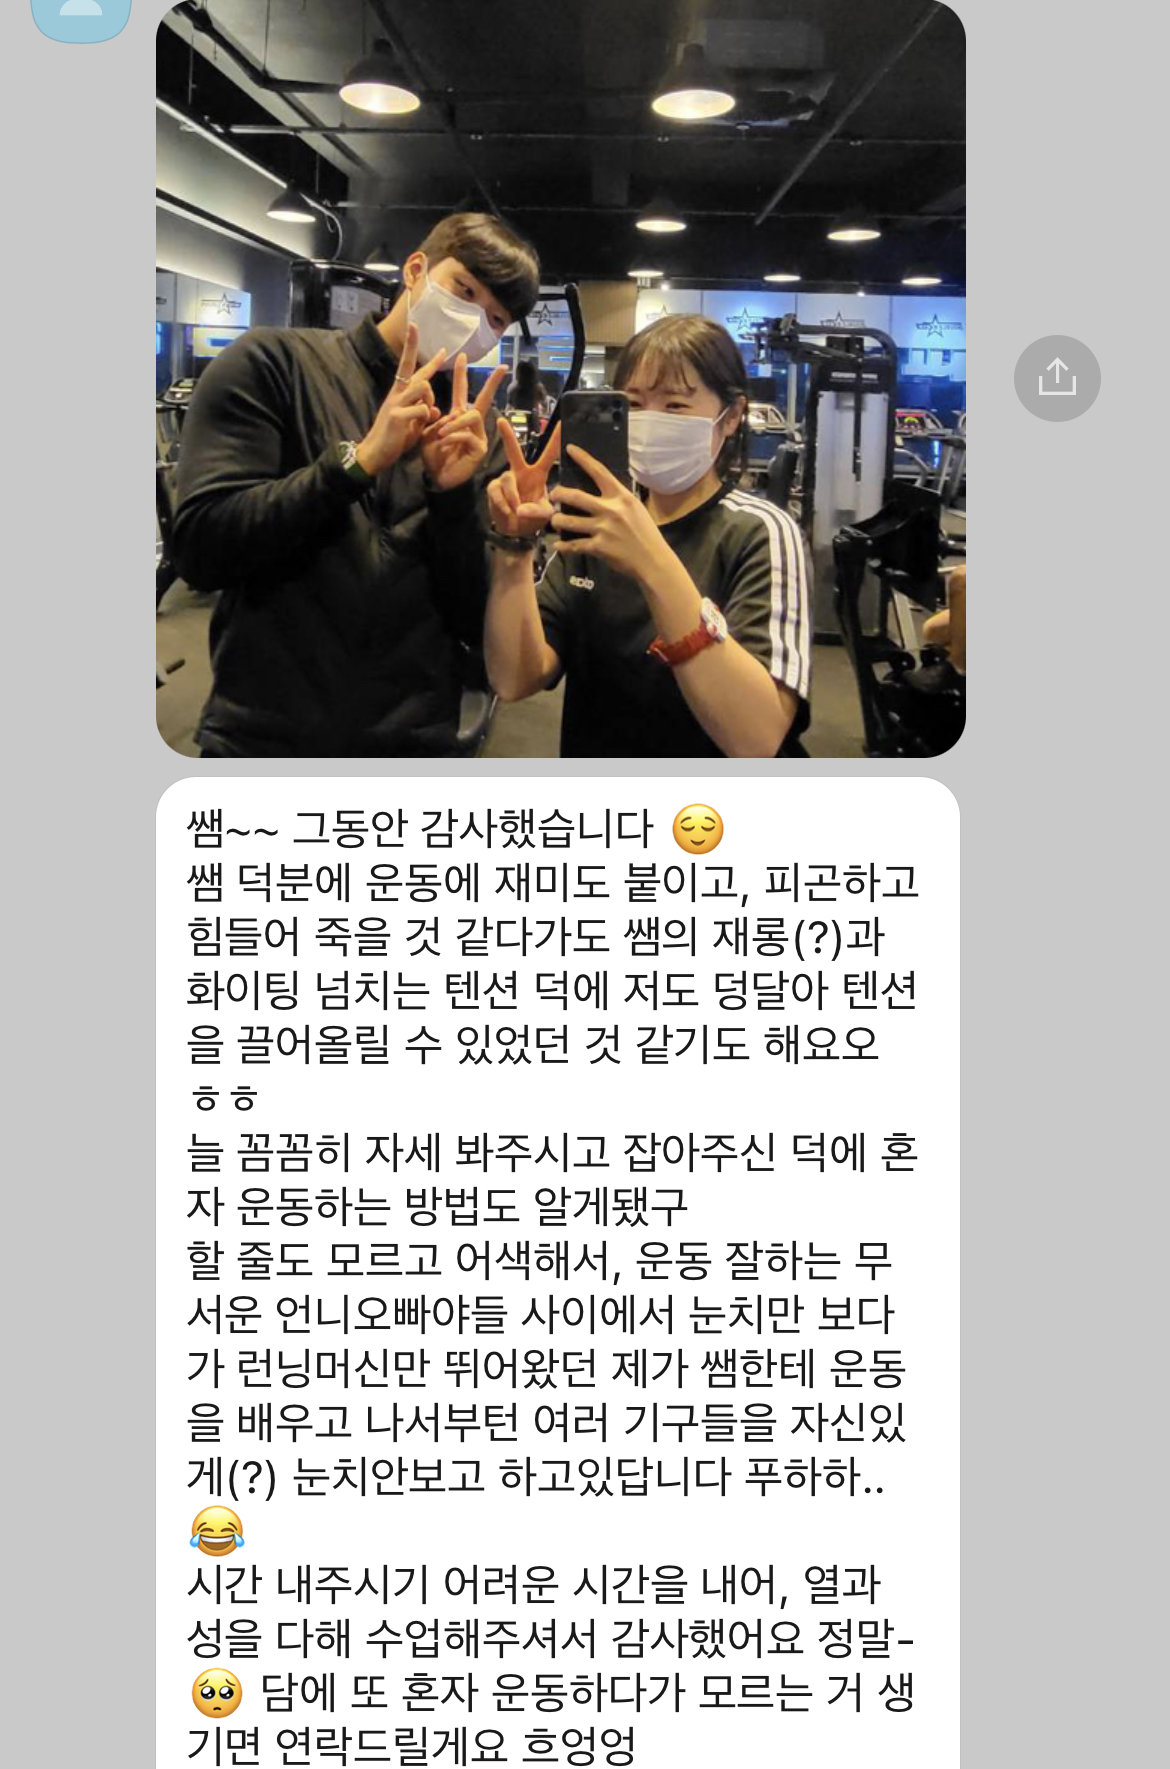 쌤~~ 그동안 감사했습니다 😌
쌤 덕분에 운동에 재미도 붙이고, 피곤하고
힘들어 죽을 것 같다가도 쌤의 재롱(?)과
화이팅 넘치는 텐션 덕에 저도 덩달아 텐션
을 끌어올릴 수 있었던 것 같기도 해요오
ㅎㅎ
늘 꼼꼼히 자세 봐주시고 잡아주신 덕에 혼
자 운동하는 방법도 알게됐구
할 줄도 모르고 어색해서, 운동 잘하는 무
서운 언니오빠야들 사이에서 눈치만 보다
가 런닝머신만 뛰어왔던 제가 쌤한테 운동
을 배우고 나서부턴 여러 기구들을 자신있
게(?) 눈치안보고 하고있답니다 푸하하..
😂
시간 내주시기 어려운 시간을 내어, 열과
성을 다해 수업해주셔서 감사했어요 정말-
🥺 담에 또 혼자 운동하다가 모르는 거 생
기면 연락드릴게요 흐엉엉